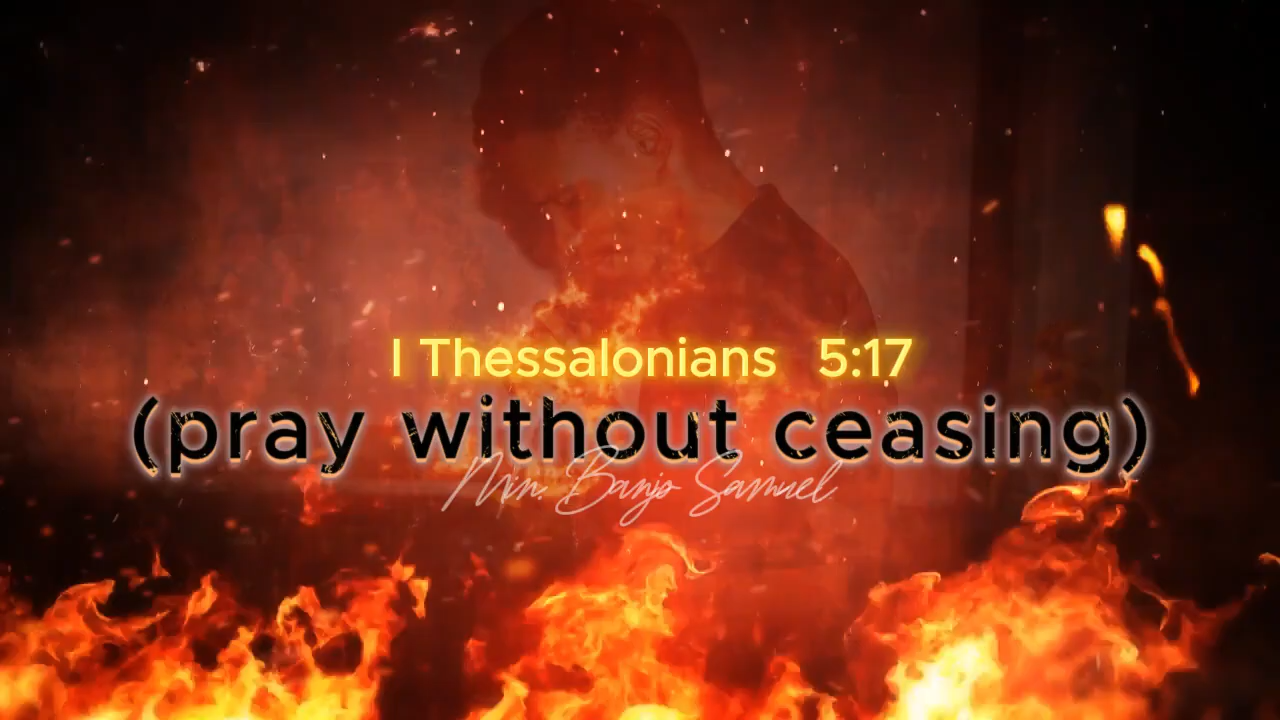 I Thessalonians 5:17
(pray without ceasing)
Min. Banjo Samuel